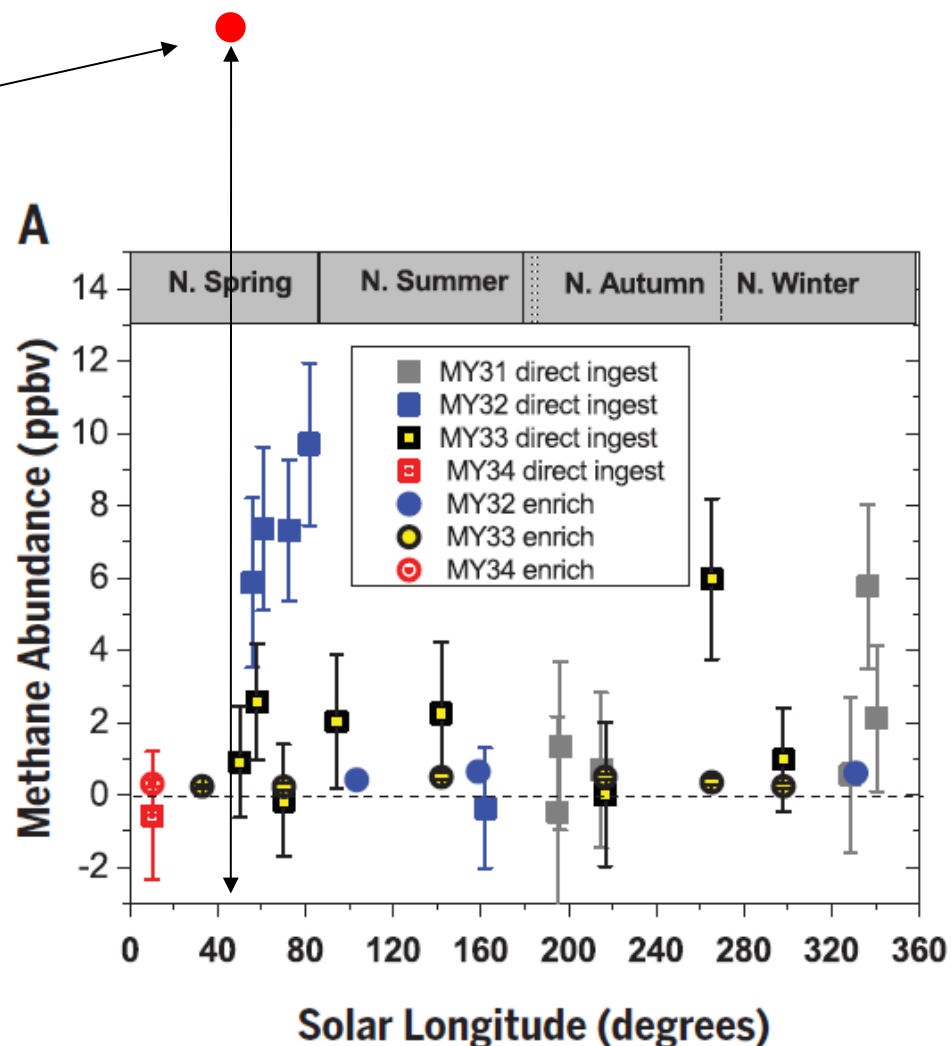 A
N. Spring N. Summer N. Autumn N. Winter
14
12
10
8
6
4
2
0
-2
Methane Abundance (ppbv)
MY31 direct ingest
MY32 direct ingest
MY33 direct ingest
MY34 direct ingest
MY32 enrich
MY33 enrich
MY34 enrich
0 40 80 120 160 200 240 280 320 360
Solar Longitude (degrees)